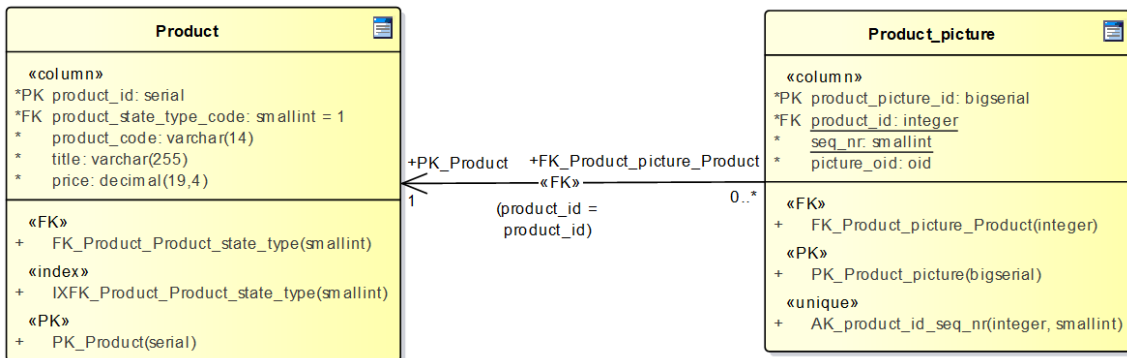 Product
«column»
*PK product_id: serial
*FK product_state_type_code: smallint = 1
* product_code: varchar(14)
* title: varchar(255)
* price: decimal(19,4)
«FK»
+ FK_Product_Product_state_type(smallint)
«index»
+ IXFK_Product_Product_state_type(smallint)
«PK»
+ PK_Product(serial)
+PK_Product
+FK_Product_picture_Product
«FK»
1
0..*
(product_id =
product_id)
Product_picture
«column»
*PK product_picture_id: bigserial
*FK product_id: integer
* seq_nr: smallint
* picture_oid: oid
«FK»
+ FK_Product_picture_Product(integer)
«PK»
+ PK_Product_picture(bigserial)
«unique»
+ AK_product_id_seq_nr(integer, smallint)